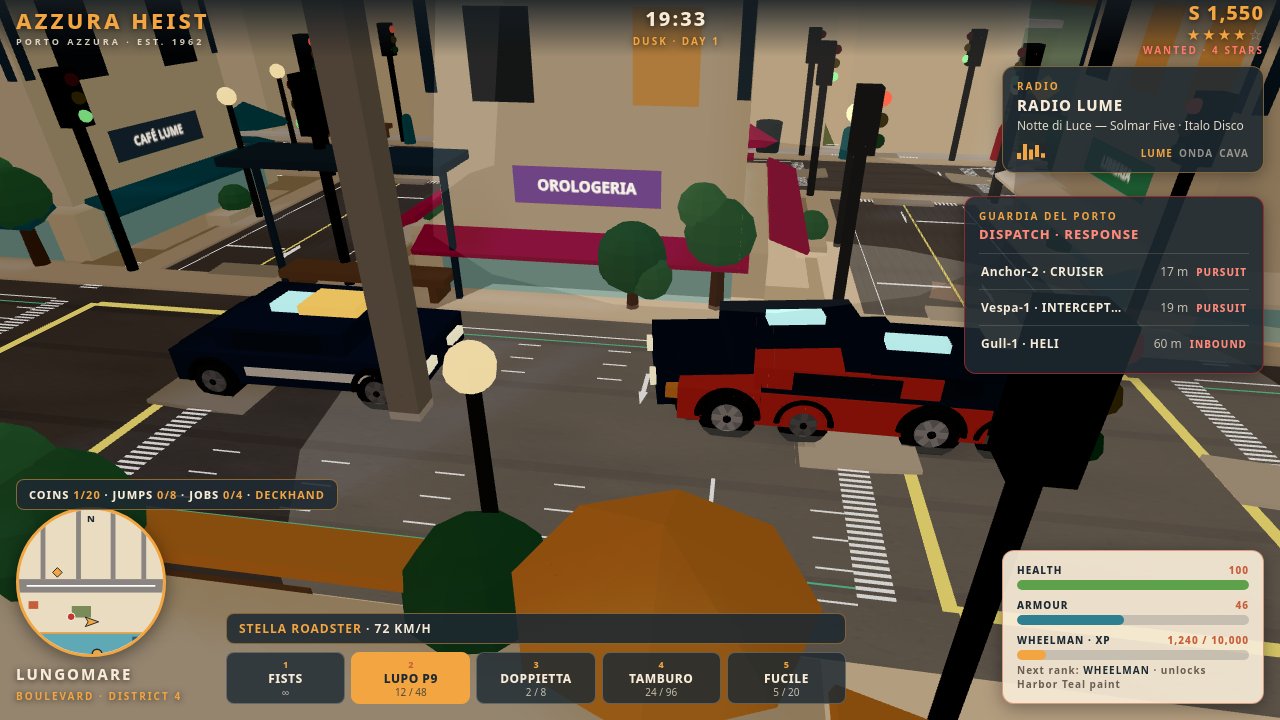 AZZURA HEIST
PORTO AZZURA · EST. 1962
19:33
DUSK · DAY 1
S 1,550
★★★★☆
WANTED · 4 STARS
RADIO
RADIO LUME
Notte di Luce — Solmar Five · Italo Disco
LUME ONDA CAVA
GUARDIA DEL PORTO
DISPATCH · RESPONSE
Anchor-2 · CRUISER 17 m PURSUIT
Vespa-1 · INTERCEPT... 19 m PURSUIT
Gull-1 · HELI 60 m INBOUND
CAFÉ LUME
OROLOGERIA
COINS 1/20 · JUMPS 0/8 · JOBS 0/4 · DECKHAND
N
LUNGOMARE
BOULEVARD · DISTRICT 4
STELLA ROADSTER · 72 KM/H
1
FISTS
∞
2
LUPO P9
12 / 48
3
DOPPIETTA
2 / 8
4
TAMBURO
24 / 96
5
FUCILE
5 / 20
HEALTH 100
ARMOUR 46
WHEELMAN · XP 1,240 / 10,000
Next rank: WHEELMAN · unlocks
Harbor Teal paint